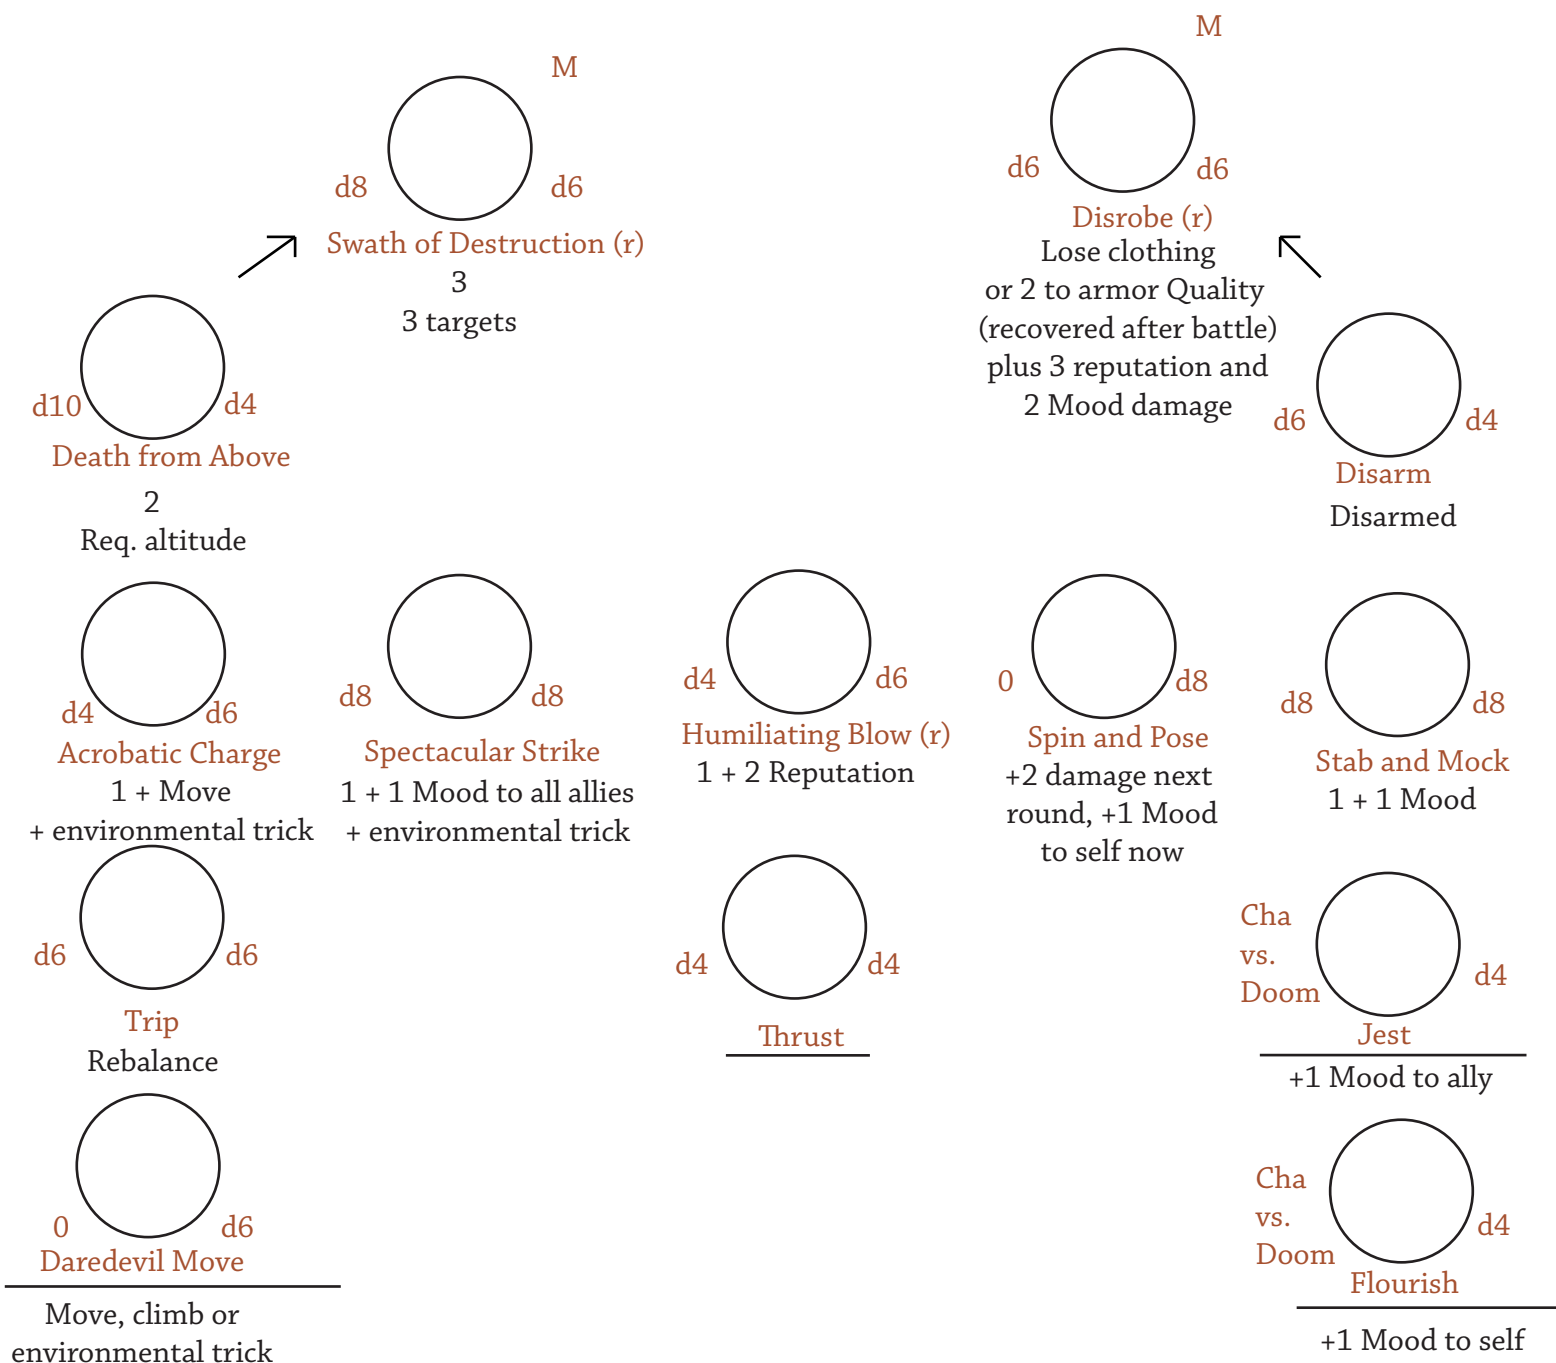 M
d8
d6
Swath of Destruction (r)
3
3 targets
M
d6
d6
Disrobe (r)
Lose clothing
or 2 to armor Quality
(recovered after battle)
plus 3 reputation and
2 Mood damage
d10
d4
Death from Above
2
Req. altitude
d6
d4
Disarm
Disarmed
d4
d6
Acrobatic Charge
1 + Move
+ environmental trick
d8
d8
Spectacular Strike
1 + 1 Mood to all allies
+ environmental trick
d4
d6
Humiliating Blow (r)
1 + 2 Reputation
0
d8
Spin and Pose
+2 damage next
round, +1 Mood
to self now
d8
d8
Stab and Mock
1 + 1 Mood
d6
d6
Trip
Rebalance
d4
d4
Thrust
Cha
vs.
Doom
d4
Jest
+1 Mood to ally
0
d6
Daredevil Move
Move, climb or
environmental trick
Cha
vs.
Doom
d4
Flourish
+1 Mood to self